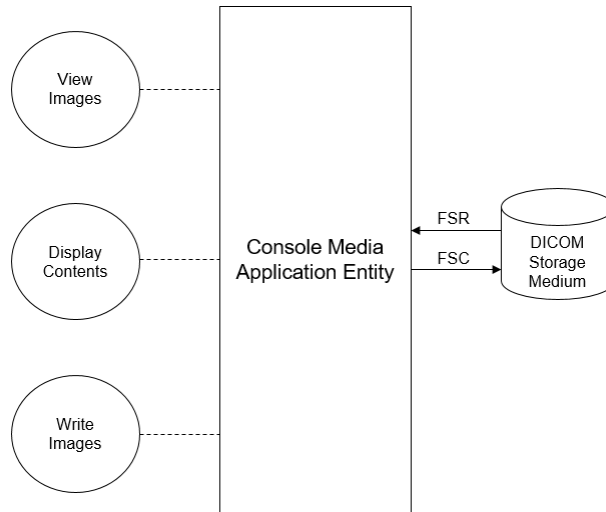 View
Images
Display
Contents
Write
Images
Console Media
Application Entity
FSR
FSC
DICOM
Storage
Medium